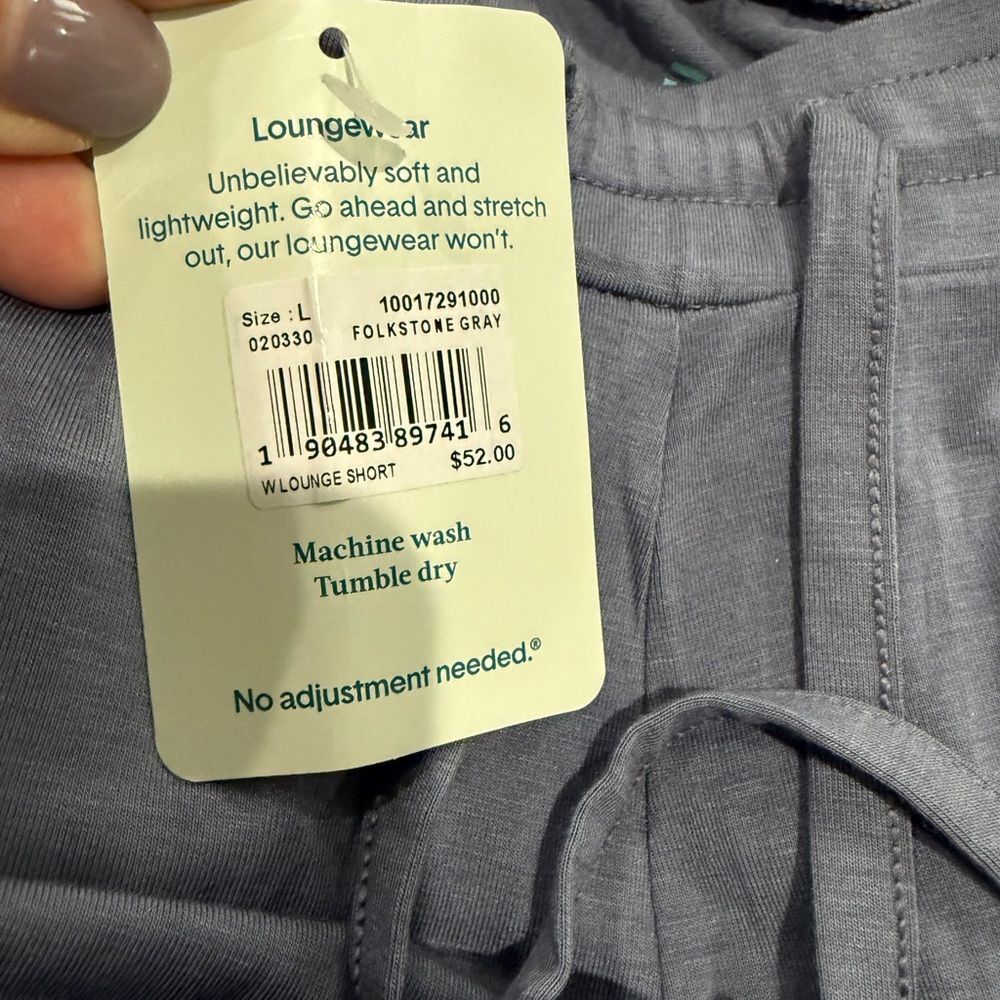 Loungewear
Unbelievably soft and
lightweight. Go ahead and stretch
out, our loungewear won't.
Size : L 10017291000
020330 FOLKSTONE GRAY
1 90483 89741 6
W LOUNGE SHORT $52.00
Machine wash
Tumble dry
No adjustment needed.®